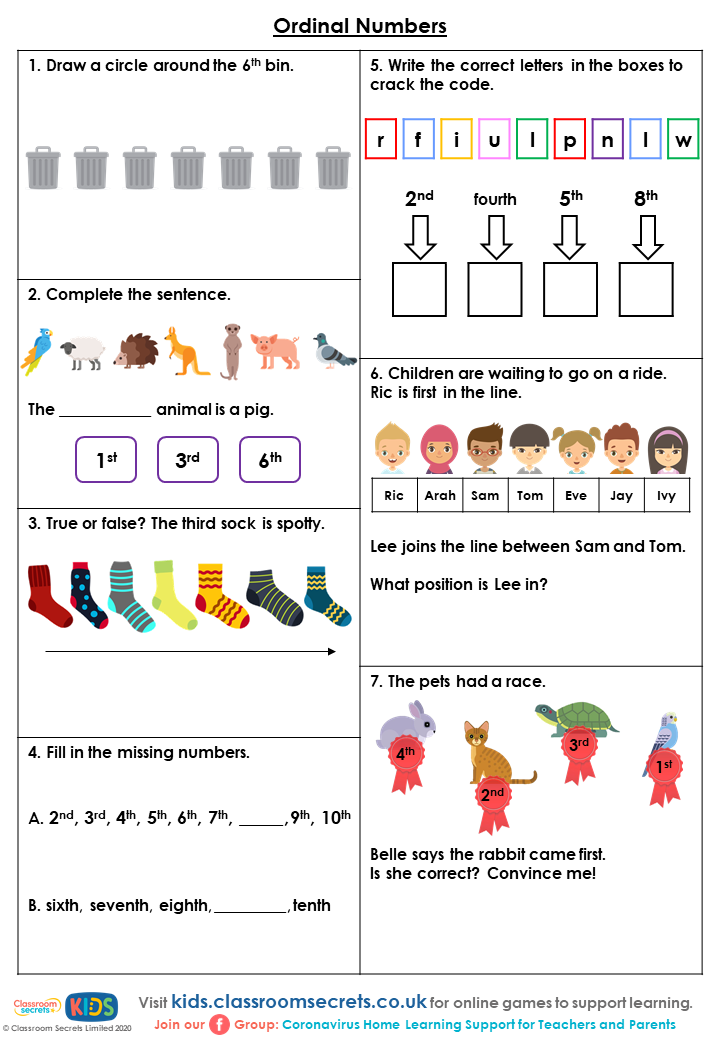 Ordinal Numbers
1. Draw a circle around the 6th bin.
2. Complete the sentence.
The ___________ animal is a pig.
1st 3rd 6th
3. True or false? The third sock is spotty.
4. Fill in the missing numbers.
A. 2nd, 3rd, 4th, 5th, 6th, 7th, _____,9th, 10th
B. sixth, seventh, eighth,_________,tenth
5. Write the correct letters in the boxes to
crack the code.
r f i u l p n l w
2nd fourth 5th 8th
6. Children are waiting to go on a ride.
Ric is first in the line.
Ric Arah Sam Tom Eve Jay Ivy
Lee joins the line between Sam and Tom.
What position is Lee in?
7. The pets had a race.
4th 2nd 3rd 1st
Belle says the rabbit came first.
Is she correct? Convince me!
Classroom
secrets
KIDS
© Classroom Secrets Limited 2020
Visit kids.classroomsecrets.co.uk for online games to support learning.
Join our f Group: Coronavirus Home Learning Support for Teachers and Parents